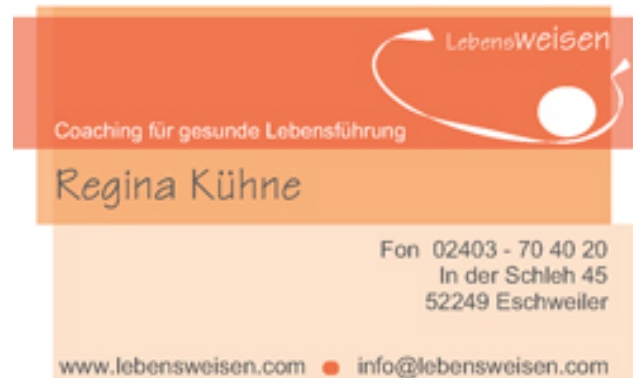 LebensWeisen
Coaching für gesunde Lebensführung
Regina Kühne
Fon 02403 - 70 40 20
In der Schleh 45
52249 Eschweiler
www.lebensweisen.com ● info@lebensweisen.com